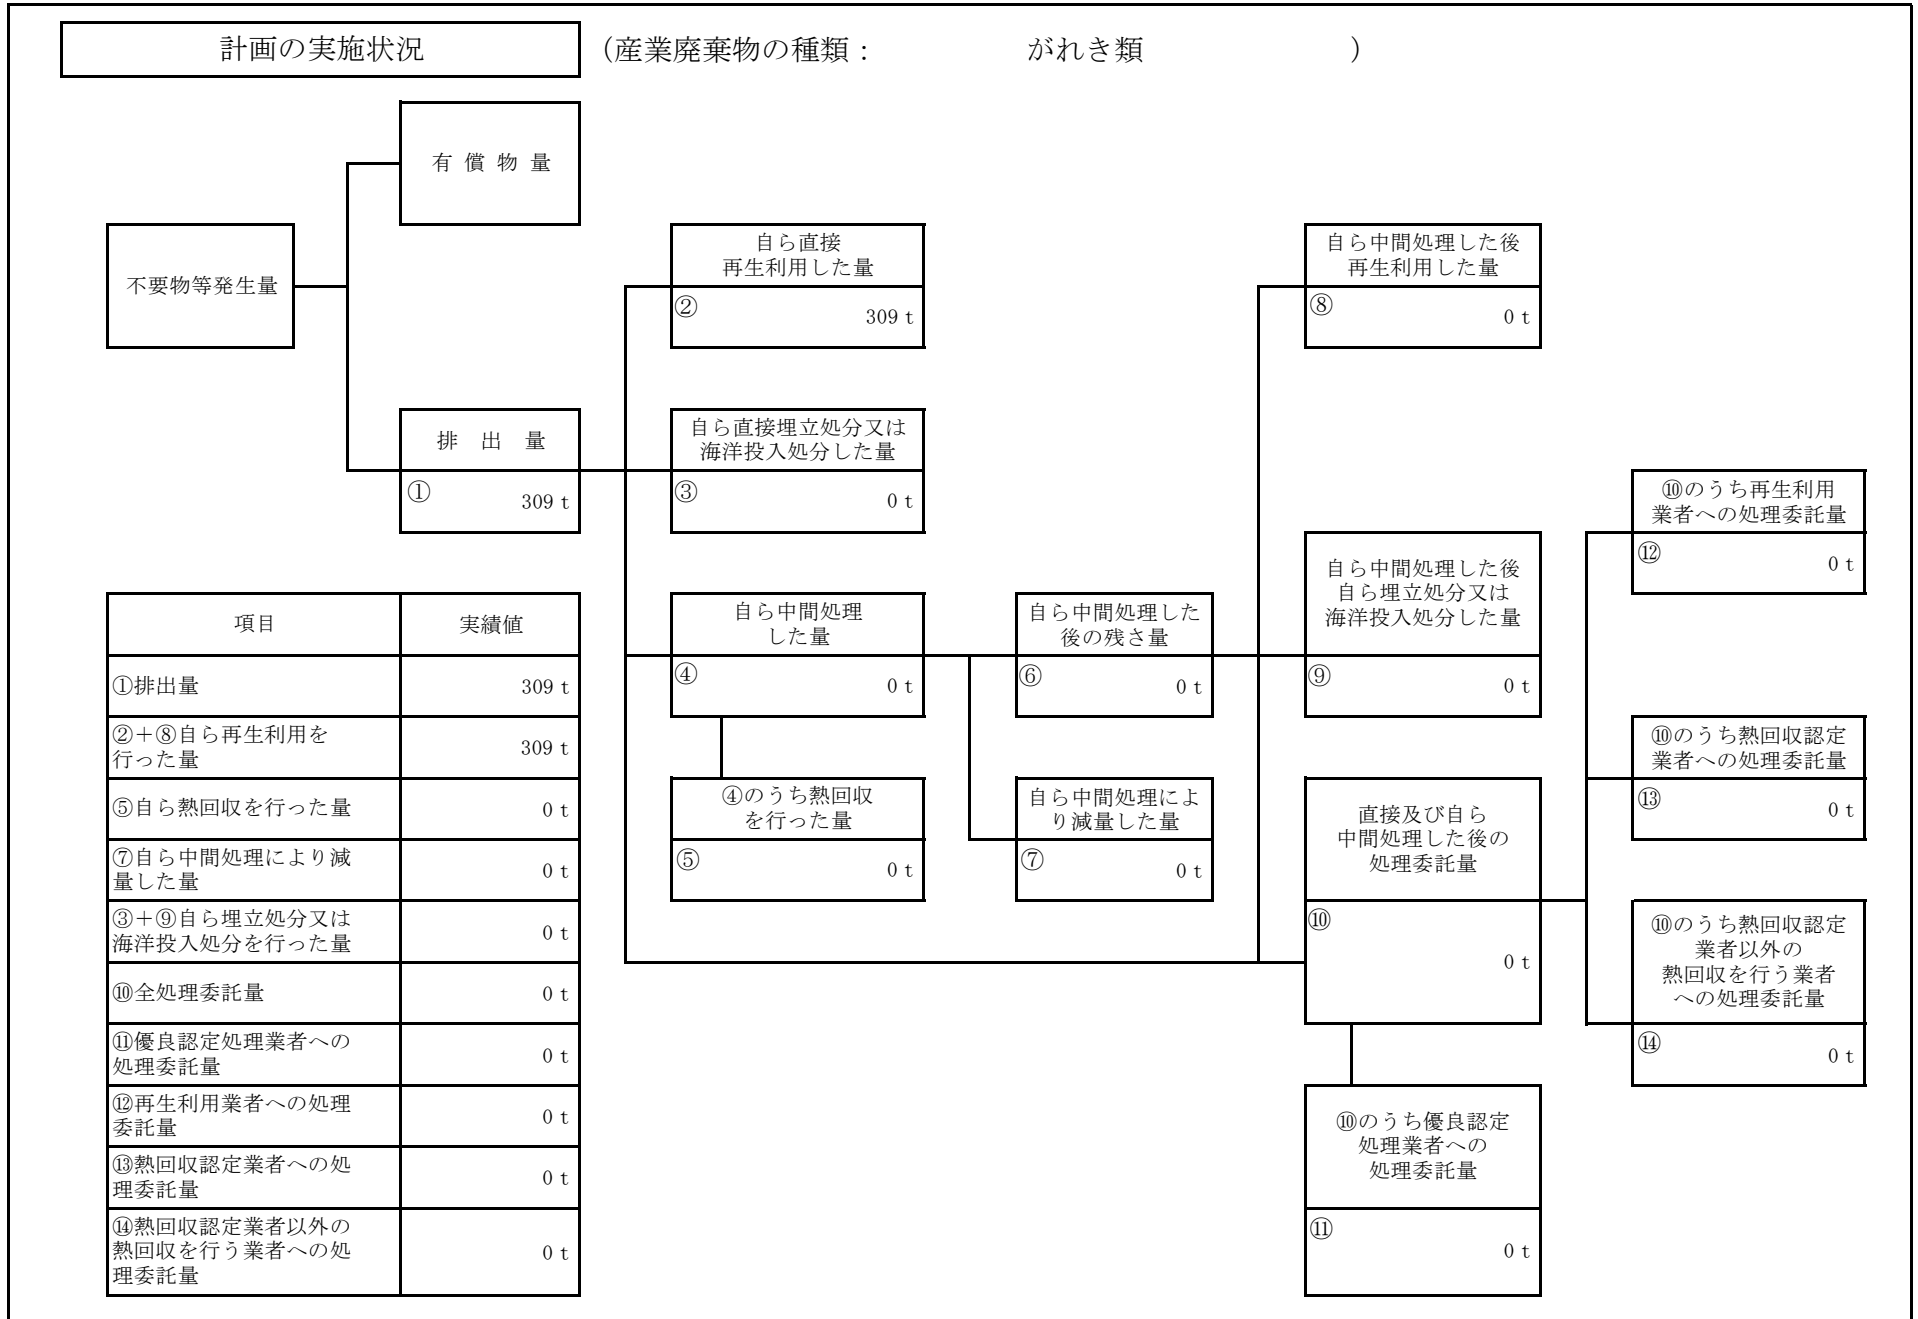 計画の実施状況
（産業廃棄物の種類： がれき類 ）
有 償 物 量
不要物等発生量
自ら直接
再生利用した量
② 309 t
自ら中間処理した後
再生利用した量
⑧ 0 t
排 出 量
① 309 t
自ら直接埋立処分又は
海洋投入処分した量
③ 0 t
⑩のうち再生利用
業者への処理委託量
⑫ 0 t
自ら中間処理
した量
④ 0 t
自ら中間処理した
後の残さ量
⑥ 0 t
自ら中間処理した後
自ら埋立処分又は
海洋投入処分した量
⑨ 0 t
④のうち熱回収
を行った量
⑤ 0 t
自ら中間処理によ
り減量した量
⑦ 0 t
直接及び自ら
中間処理した後の
処理委託量
⑩ 0 t
⑩のうち熱回収認定
業者への処理委託量
⑬ 0 t
⑩のうち熱回収認定
業者以外の
熱回収を行う業者
への処理委託量
⑭ 0 t
⑩のうち優良認定
処理業者への
処理委託量
⑪ 0 t
項目 実績値
①排出量 309 t
②＋⑧自ら再生利用を
行った量 309 t
⑤自ら熱回収を行った量 0 t
⑦自ら中間処理により減
量した量 0 t
③＋⑨自ら埋立処分又は
海洋投入処分を行った量 0 t
⑩全処理委託量 0 t
⑪優良認定処理業者への
処理委託量 0 t
⑫再生利用業者への処理
委託量 0 t
⑬熱回収認定業者への処
理委託量 0 t
⑭熱回収認定業者以外の
熱回収を行う業者への処
理委託量 0 t